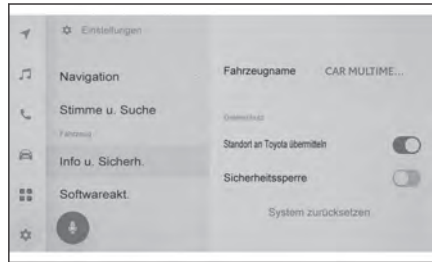 Einstellungen
Navigation
Stimme u. Suche
Fahrzeug
Info u. Sicherh.
Softwareakt.
Fahrzeugname CAR MULTIME...
Datenschutz
Standort an Toyota übermitteln
Sicherheitssperre
System zurücksetzen